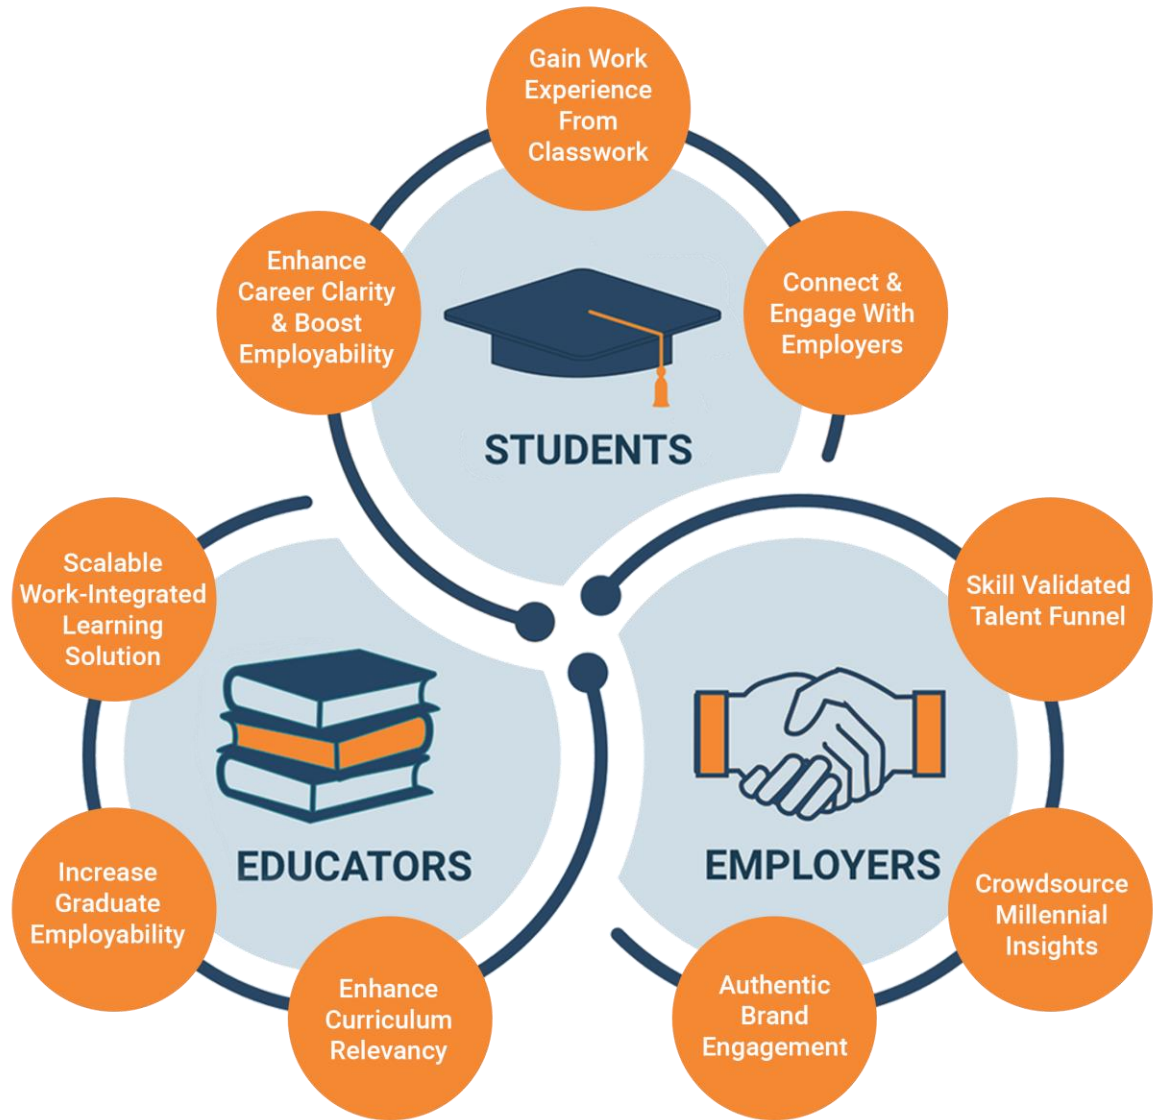 Gain Work
Experience
From
Classwork
Enhance
Career Clarity
& Boost
Employability
Connect &
Engage With
Employers
STUDENTS
Scalable
Work-Integrated
Learning
Solution
Skill Validated
Talent Funnel
EDUCATORS
EMPLOYERS
Increase
Graduate
Employability
Crowdsource
Millennial
Insights
Enhance
Curriculum
Relevancy
Authentic
Brand
Engagement